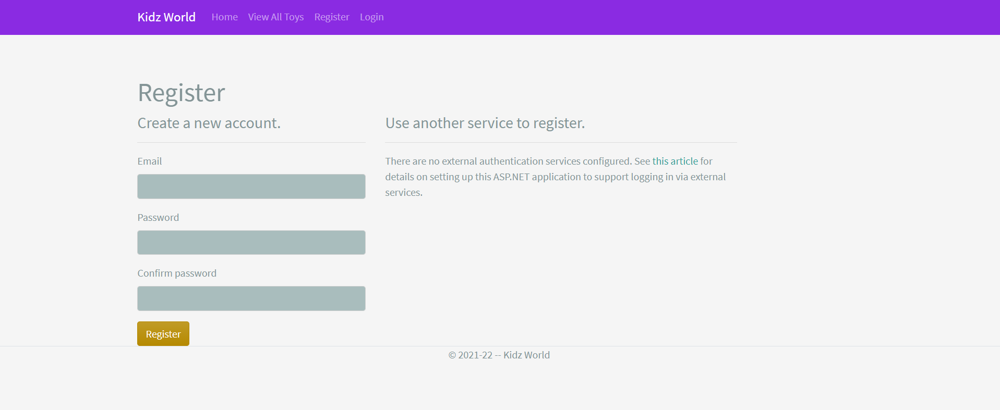 Kidz World Home View All Toys Register Login
Register
Create a new account.
Email
Password
Confirm password
Register
Use another service to register.
There are no external authentication services configured. See this article for
details on setting up this ASP.NET application to support logging in via external
services.
© 2021-22 -- Kidz World